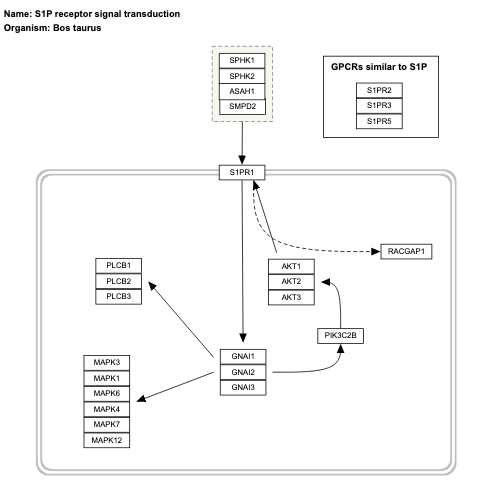 Name: S1P receptor signal transduction
Organism: Bos taurus
SPHK1
SPHK2
ASAH1
SMPD2
GPCRs similar to S1P
S1PR2
S1PR3
S1PR5
S1PR1
RACGAP1
PLCB1
PLCB2
PLCB3
AKT1
AKT2
AKT3
PIK3C2B
GNAI1
GNAI2
GNAI3
MAPK3
MAPK1
MAPK6
MAPK4
MAPK7
MAPK12